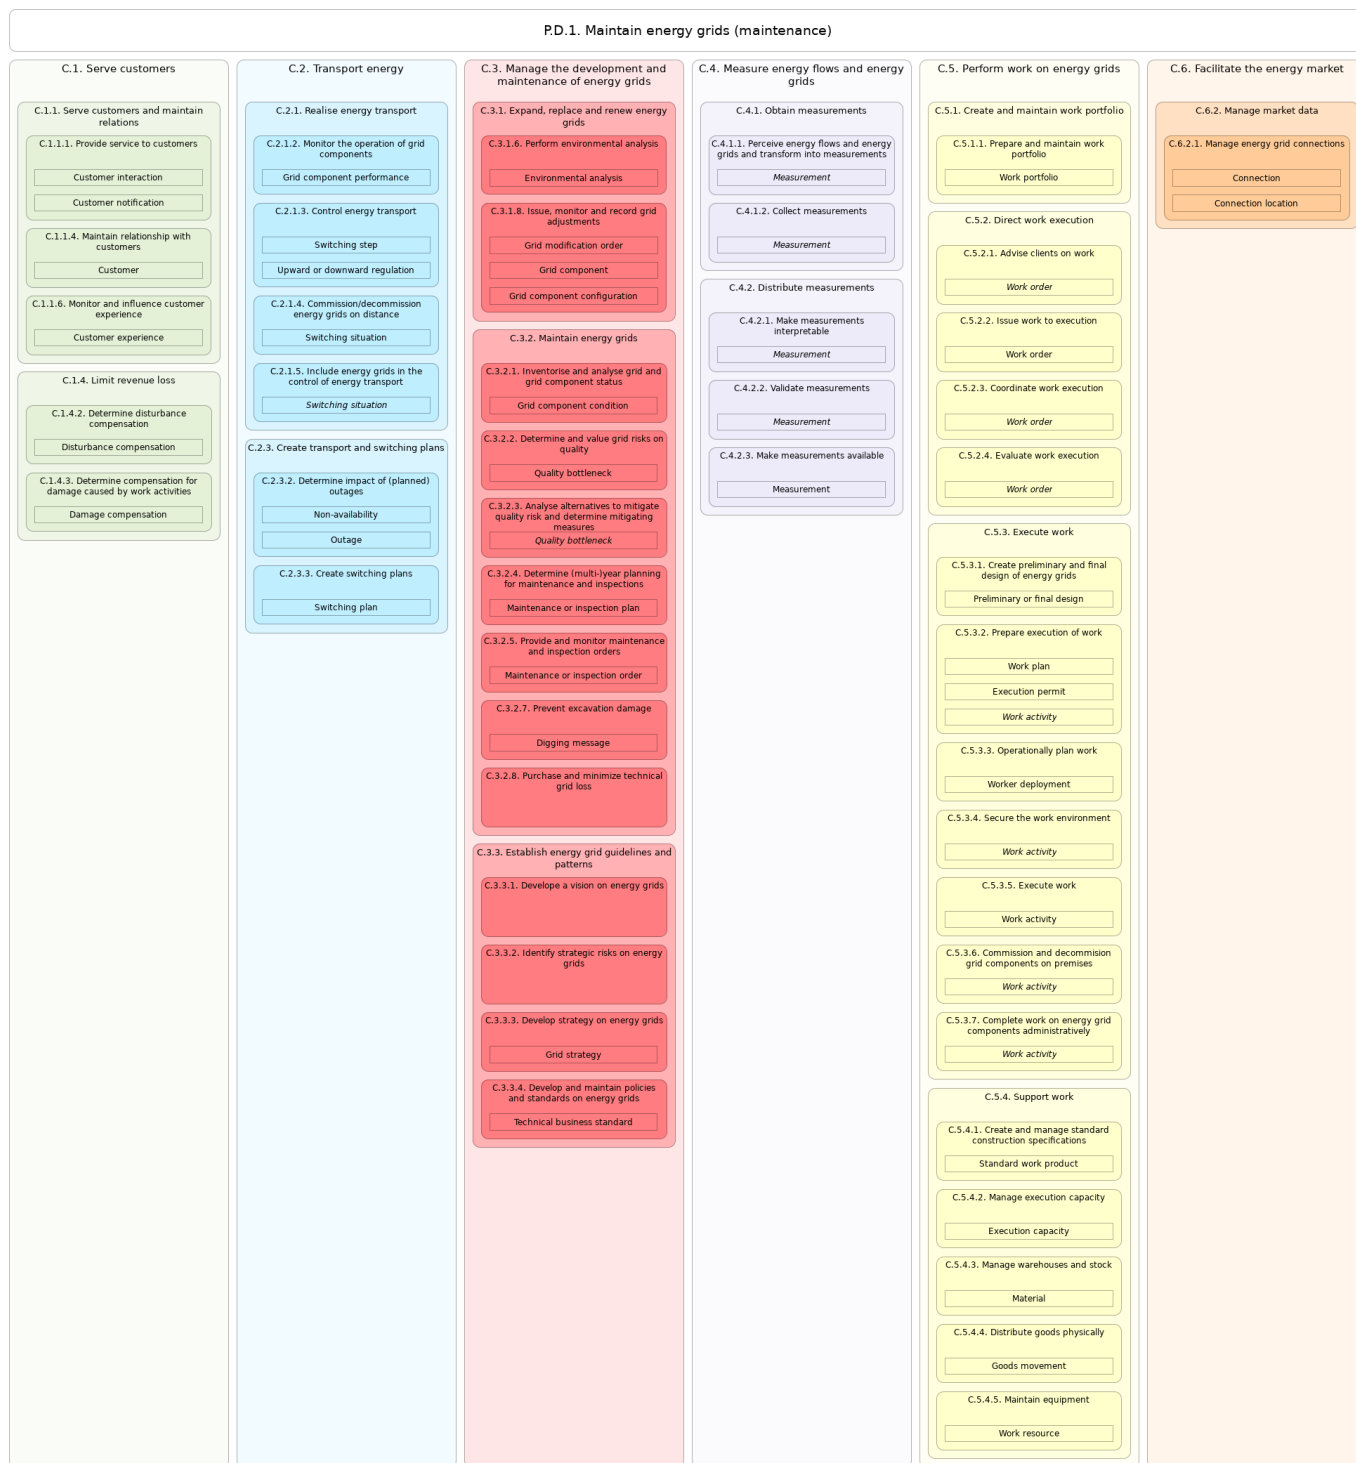 P.D.1. Maintain energy grids (maintenance)
C.1. Serve customers
C.1.1. Serve customers and maintain
relations
C.1.1.1. Provide service to customers
Customer interaction
Customer notification
C.1.1.4. Maintain relationship with
customers
Customer
C.1.1.6. Monitor and influence customer
experience
Customer experience
C.1.4. Limit revenue loss
C.1.4.2. Determine disturbance
compensation
Disturbance compensation
C.1.4.3. Determine compensation for
damage caused by work activities
Damage compensation
C.2. Transport energy
C.2.1. Realise energy transport
C.2.1.2. Monitor the operation of grid
components
Grid component performance
C.2.1.3. Control energy transport
Switching step
Upward or downward regulation
C.2.1.4. Commission/decommission
energy grids on distance
Switching situation
C.2.1.5. Include energy grids in the
control of energy transport
Switching situation
C.2.3. Create transport and switching plans
C.2.3.2. Determine impact of (planned)
outages
Non-availability
Outage
C.2.3.3. Create switching plans
Switching plan
C.3. Manage the development and
maintenance of energy grids
C.3.1. Expand, replace and renew energy
grids
C.3.1.6. Perform environmental analysis
Environmental analysis
C.3.1.8. Issue, monitor and record grid
adjustments
Grid modification order
Grid component
Grid component configuration
C.3.2. Maintain energy grids
C.3.2.1. Inventorise and analyse grid and
grid component status
Grid component condition
C.3.2.2. Determine and value grid risks on
quality
Quality bottleneck
C.3.2.3. Analyse alternatives to mitigate
quality risk and determine mitigating
measures
Quality bottleneck
C.3.2.4. Determine (multi-)year planning
for maintenance and inspections
Maintenance or inspection plan
C.3.2.5. Provide and monitor maintenance
and inspection orders
Maintenance or inspection order
C.3.2.7. Prevent excavation damage
Digging message
C.3.2.8. Purchase and minimize technical
grid loss
C.3.3. Establish energy grid guidelines and
patterns
C.3.3.1. Develope a vision on energy grids
C.3.3.2. Identify strategic risks on energy
grids
C.3.3.3. Develop strategy on energy grids
Grid strategy
C.3.3.4. Develop and maintain policies
and standards on energy grids
Technical business standard
C.4. Measure energy flows and energy
grids
C.4.1. Obtain measurements
C.4.1.1. Perceive energy flows and energy
grids and transform into measurements
Measurement
C.4.1.2. Collect measurements
Measurement
C.4.2. Distribute measurements
C.4.2.1. Make measurements
interpretable
Measurement
C.4.2.2. Validate measurements
Measurement
C.4.2.3. Make measurements available
Measurement
C.5. Perform work on energy grids
C.5.1. Create and maintain work portfolio
C.5.1.1. Prepare and maintain work
portfolio
Work portfolio
C.5.2. Direct work execution
C.5.2.1. Advise clients on work
Work order
C.5.2.2. Issue work to execution
Work order
C.5.2.3. Coordinate work execution
Work order
C.5.2.4. Evaluate work execution
Work order
C.5.3. Execute work
C.5.3.1. Create preliminary and final
design of energy grids
Preliminary or final design
C.5.3.2. Prepare execution of work
Work plan
Execution permit
Work activity
C.5.3.3. Operationally plan work
Worker deployment
C.5.3.4. Secure the work environment
Work activity
C.5.3.5. Execute work
Work activity
C.5.3.6. Commission and decommision
grid components on premises
Work activity
C.5.3.7. Complete work on energy grid
components administratively
Work activity
C.5.4. Support work
C.5.4.1. Create and manage standard
construction specifications
Standard work product
C.5.4.2. Manage execution capacity
Execution capacity
C.5.4.3. Manage warehouses and stock
Material
C.5.4.4. Distribute goods physically
Goods movement
C.5.4.5. Maintain equipment
Work resource
C.6. Facilitate the energy market
C.6.2. Manage market data
C.6.2.1. Manage energy grid connections
Connection
Connection location